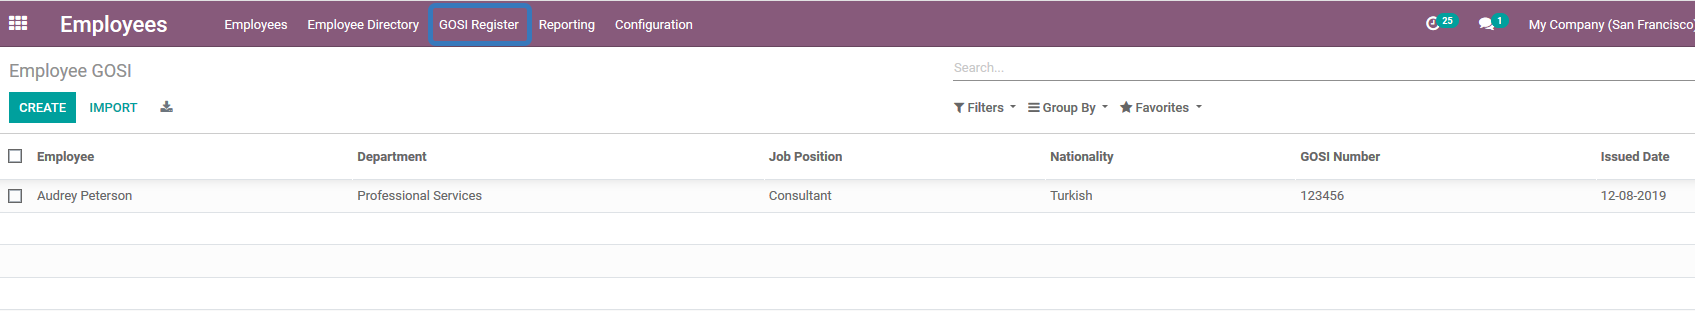 Employees Employees Employee Directory GOSI Register Reporting Configuration 25 1 My Company (San Francisco)
Employee GOSI Search...
CREATE IMPORT Filters Group By Favorites
Employee Department Job Position Nationality GOSI Number Issued Date
Audrey Peterson Professional Services Consultant Turkish 123456 12-08-2019